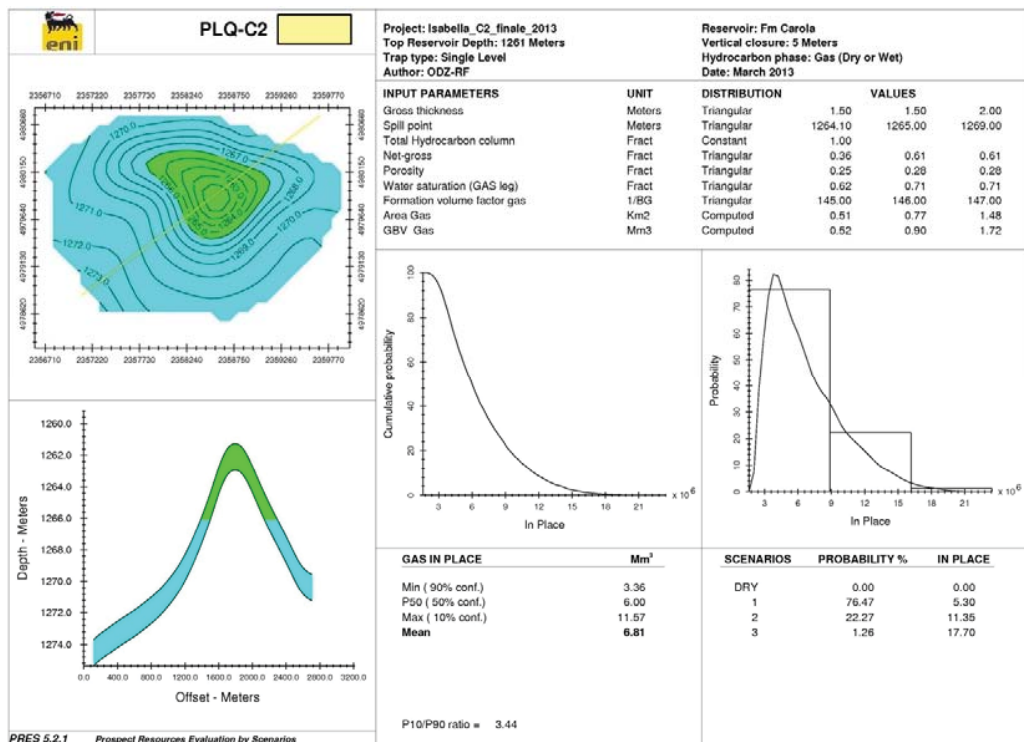 eni
PLQ-C2
Project: Isabella_C2_finale_2013
Top Reservoir Depth: 1261 Meters
Trap type: Single Level
Author: ODZ-RF
Reservoir: Fm Carola
Vertical closure: 5 Meters
Hydrocarbon phase: Gas (Dry or Wet)
Date: March 2013
INPUT PARAMETERS UNIT DISTRIBUTION VALUES
Gross thickness Meters Triangular 1.50 1.50 2.00
Spill point Meters Triangular 1264.10 1265.00 1269.00
Total Hydrocarbon column Fract Constant 1.00
Net-gross Fract Triangular 0.36 0.61 0.61
Porosity Fract Triangular 0.25 0.28 0.28
Water saturation (GAS leg) Fract Triangular 0.62 0.71 0.71
Formation volume factor gas 1/BG Triangular 145.00 146.00 147.00
Area Gas Km2 Computed 0.51 0.77 1.48
GBV Gas Mm3 Computed 0.52 0.90 1.72
2356710 2357220 2357730 2358240 2358750 2359260 2359770
4980660 4980150 4979640 4979130 4978620
4980660 4980150 4979640 4979130 4978620
1270.0
1267.0
1268.0
1271.0
1264.0
1270.0
1269.0
1272.0
1273.0
2356710 2357220 2357730 2358240 2358750 2359260 2359770
Depth - Meters
1260.0
1262.0
1264.0
1266.0
1268.0
1270.0
1272.0
1274.0
0.0 400.0 800.0 1200.0 1600.0 2000.0 2400.0 2800.0 3200.0
Offset - Meters
Cumulative probability
100
80
60
40
20
0
3 6 9 12 15 18 21 x 10⁶
In Place
Probability
80
70
60
50
40
30
20
10
0
3 6 9 12 15 18 21 x 10⁶
In Place
GAS IN PLACE Mm³
Min ( 90% conf.) 3.36
P50 ( 50% conf.) 6.00
Max ( 10% conf.) 11.57
Mean 6.81
P10/P90 ratio = 3.44
SCENARIOS PROBABILITY % IN PLACE
DRY 0.00 0.00
1 76.47 5.30
2 22.27 11.35
3 1.26 17.70
PRES 5.2.1 Prospect Resources Evaluation by Scenarios